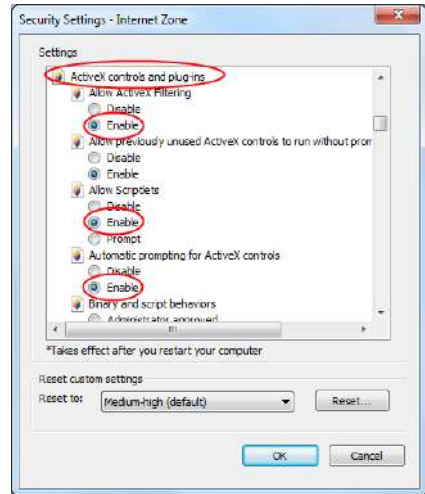 Security Settings - Internet Zone
Settings
ActiveX controls and plug-ins
Allow ActiveX Filtering
Disable
Enable
Allow previously unused ActiveX controls to run without pror
Disable
Enable
Allow Scriptlets
Disable
Enable
Prompt
Automatic prompting for ActiveX controls
Disable
Enable
Binary and script behaviors
Administrator approved
*Takes effect after you restart your computer
Reset custom settings
Reset to:
Medium-high (default)
Reset...
OK
Cancel